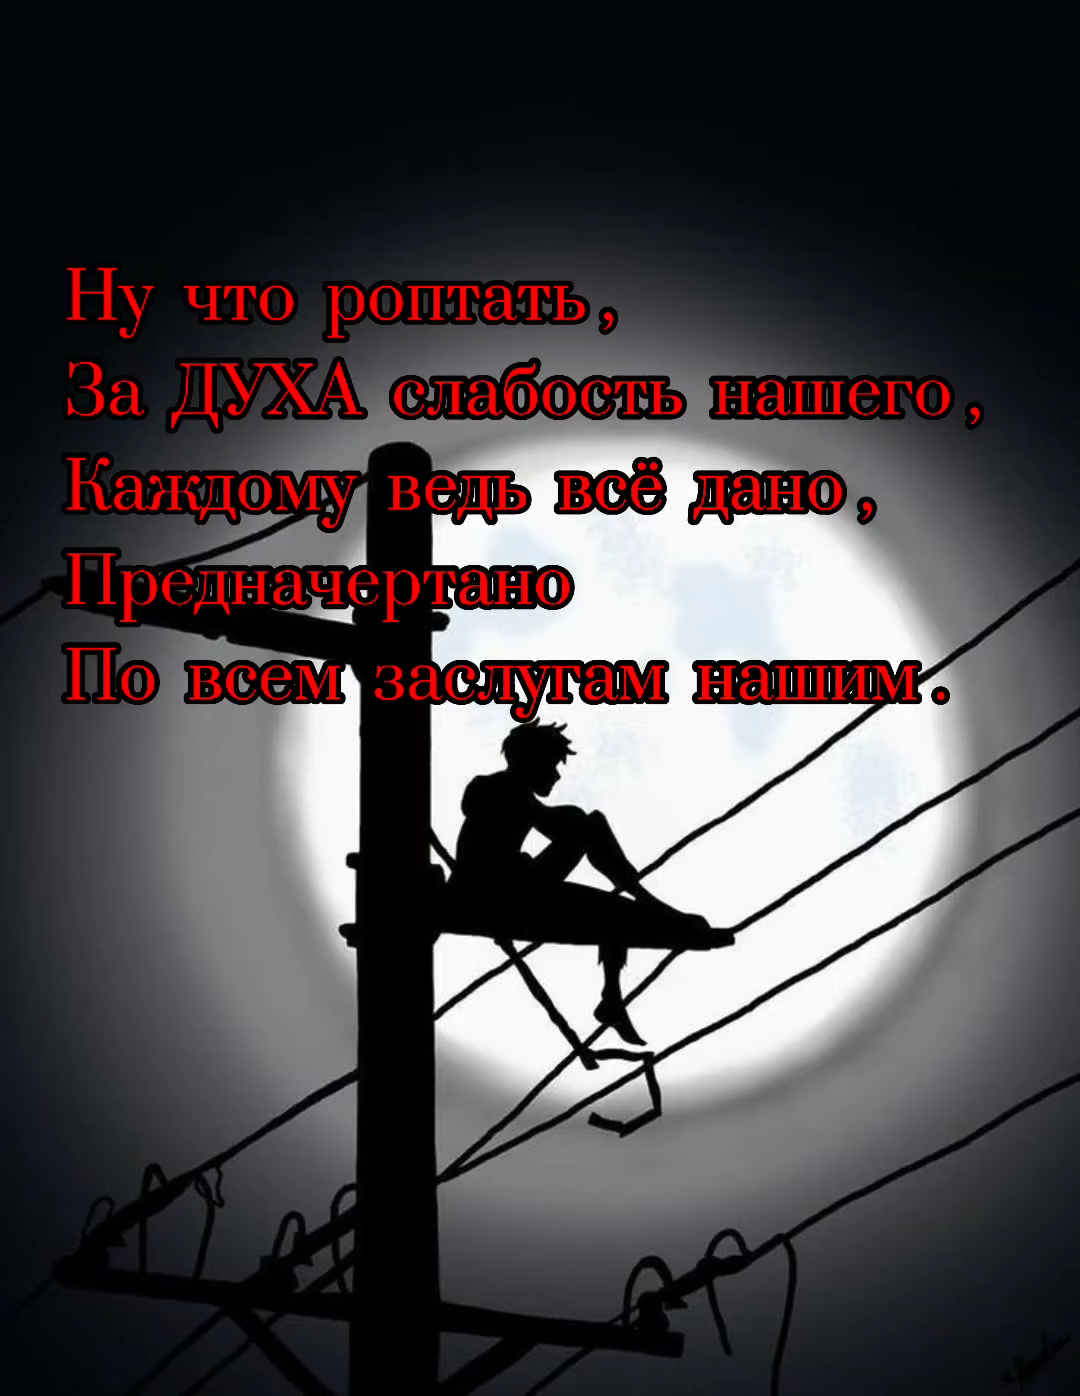 Ну что роптать,
За ДУХА слабость нашего,
Каждому ведь всё дано,
Предначертано
По всем заслугам нашим.